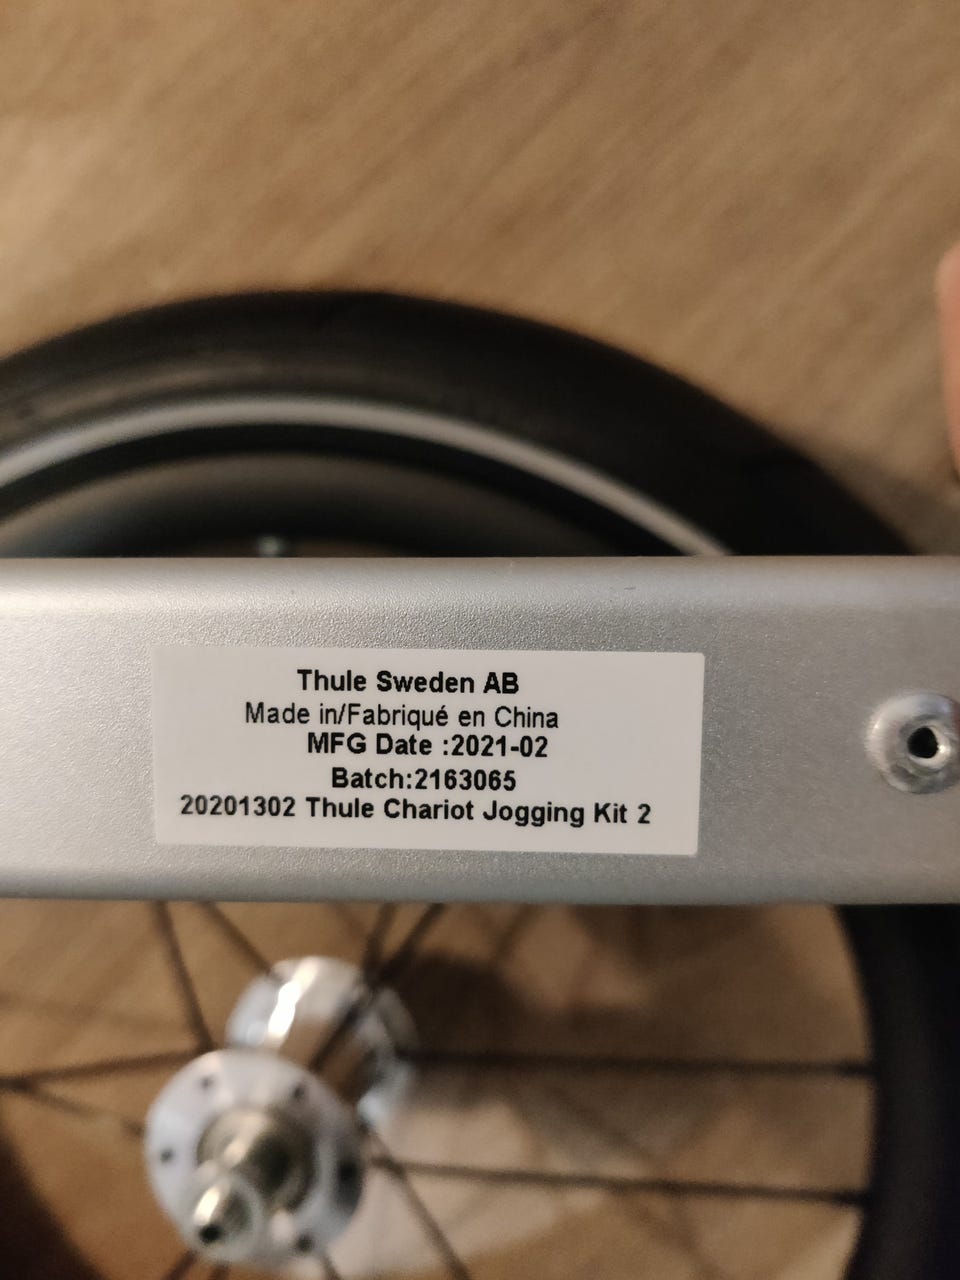 Thule Sweden AB
Made in/Fabriqué en China
MFG Date :2021-02
Batch:2163065
20201302 Thule Chariot Jogging Kit 2